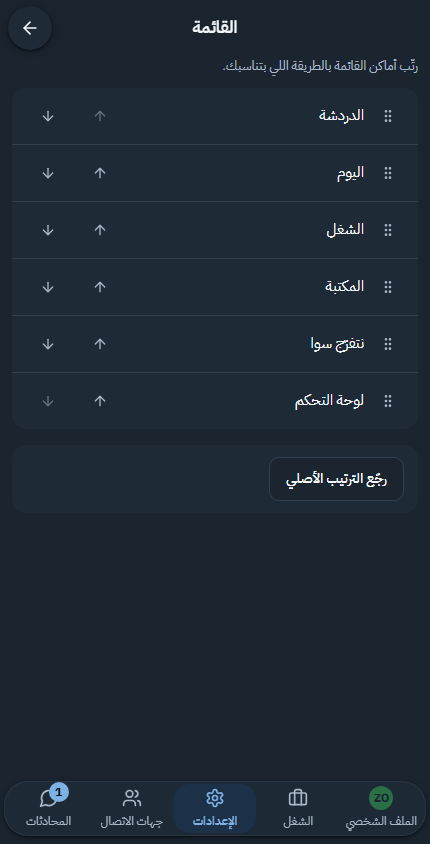 القائمة
رتّب أماكن القائمة بالطريقة اللي بتناسبك.
الدردشة
اليوم
الشغل
المكتبة
نتفرّج سوا
لوحة التحكم
رجّع الترتيب الأصلي
ZO
الملف الشخصي
الشغل
الإعدادات
جهات الاتصال
1
المحادثات